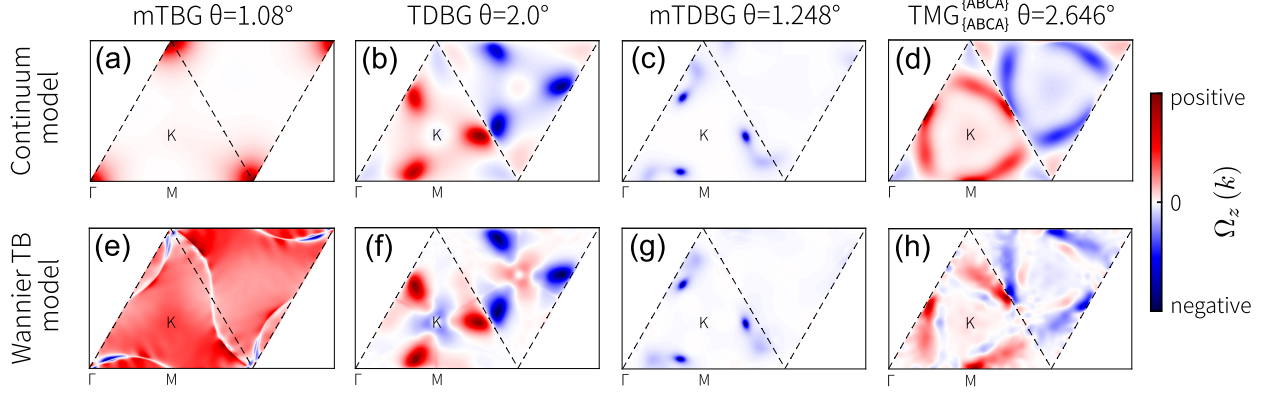 mTBG θ=1.08°
TDBG θ=2.0°
mTDBG θ=1.248°
TMG{ABCA}{ABCA} θ=2.646°
Continuum
model
(a)
K
Γ
M
(b)
K
Γ
M
(c)
K
Γ
M
(d)
K
Γ
M
Wannier TB
model
(e)
K
Γ
M
(f)
K
Γ
M
(g)
K
Γ
M
(h)
K
Γ
M
positive
0
negative
Ωz (k)